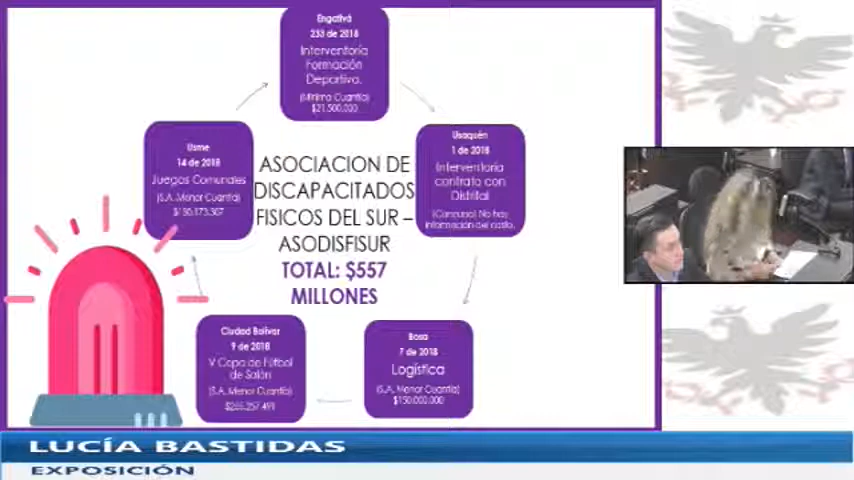 Engativá
233 de 2018
Interventoría
Formación
Deportiva.
(Mínima Cuantía)
$21.500.000
Usaquén
1 de 2018
Interventoría
contrato con
Distrital
(Concurso) No hay
información del costo.
Bosa
7 de 2018
Logística
(S.A. Menor Cuantía)
$150.000.000
Ciudad Bolívar
9 de 2018
V Copa de Fútbol
de Salón
(S.A. Menor Cuantía)
Usme
14 de 2018
Juegos Comunales
(S.A. Menor Cuantía)
ASOCIACION DE
DISCAPACITADOS
FISICOS DEL SUR –
ASODISFISUR
TOTAL: $557
MILLONES
LUCÍA BASTIDAS
EXPOSICIÓN